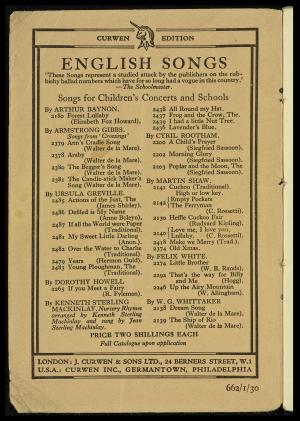 CURWEN EDITION
ENGLISH SONGS
"These Songs represent a studied attack by the publishers on the rub-
bishy ballad numbers which have for so long had a vogue in this country."
—The Schoolmaster.
Songs for Children's Concerts and Schools
By ARTHUR BAYNON.
2180 Forest Lullaby
(Elizabeth Fox Howard).
By ARMSTRONG GIBBS.
Songs from "Crossings"
2379 Ann's Cradle Song
(Walter de la Mare).
2378 Araby
(Walter de la Mare).
2380 The Beggar's Song
(Walter de la Mare).
2381 The Candle-stick Maker's
Song (Walter de la Mare).
By URSULA GREVILLE.
2485 Actions of the Just, The
(James Shirley).
2486 Defiled is My Name
(Anne Boleyn).
2487 If all the World were Paper
(Traditional).
2481 My Sweet Little Darling
(Anon.)
2482 Over the Water to Charlie
(Traditional).
2479 Years (Hermon Ould).
2483 Young Ploughman, The
(Traditional).
By DOROTHY HOWELL
2265 If You Meet a Fairy
(R. Fyleman).
By KENNETH STERLING
MACKINLAY, Nursery Rhymes
arranged by Kenneth Sterling
Mackinlay and sung by Jean
Sterling Mackinlay.
2438 All Round my Hat.
2437 Frog and the Crow, The.
2439 I had a little Nut Tree.
2436 Lavender's Blue.
By CYRIL ROOTHAM.
2200 A Child's Prayer
(Siegfried Sassoon).
2202 Morning Glory
(Siegfried Sassoon).
2203 Poplar and the Moon, The
(Siegfried Sassoon).
By MARTIN SHAW.
2141 Cuckoo (Traditional).
High or low key.
Empty Pockets
2142 The Ferryman
(C. Rossetti).
2130 Heffle Cuckoo Fair
(Rudyard Kipling).
Love me, I love you.
2140 Lullaby. (C. Rossetti).
2418 Make we Merry (Trad.).
2374 Old Xmas.
By FELIX WHITE.
2274 Little Brother
(W. B. Rands).
2292 That's the way for Billy
and Me (Hogg).
2046 Up the Airy Mountain
(W. Allingham).
By W. G. WHITTAKER
2138 Dream Song
(Walter de la Mare).
2139 The Ship of Rio
(Walter de la Mare).
PRICE TWO SHILLINGS EACH
Full Catalogue upon application
LONDON: J. CURWEN & SONS LTD., 24 BERNERS STREET, W.1
U.S.A.: CURWEN INC., GERMANTOWN, PHILADELPHIA
662/1/30